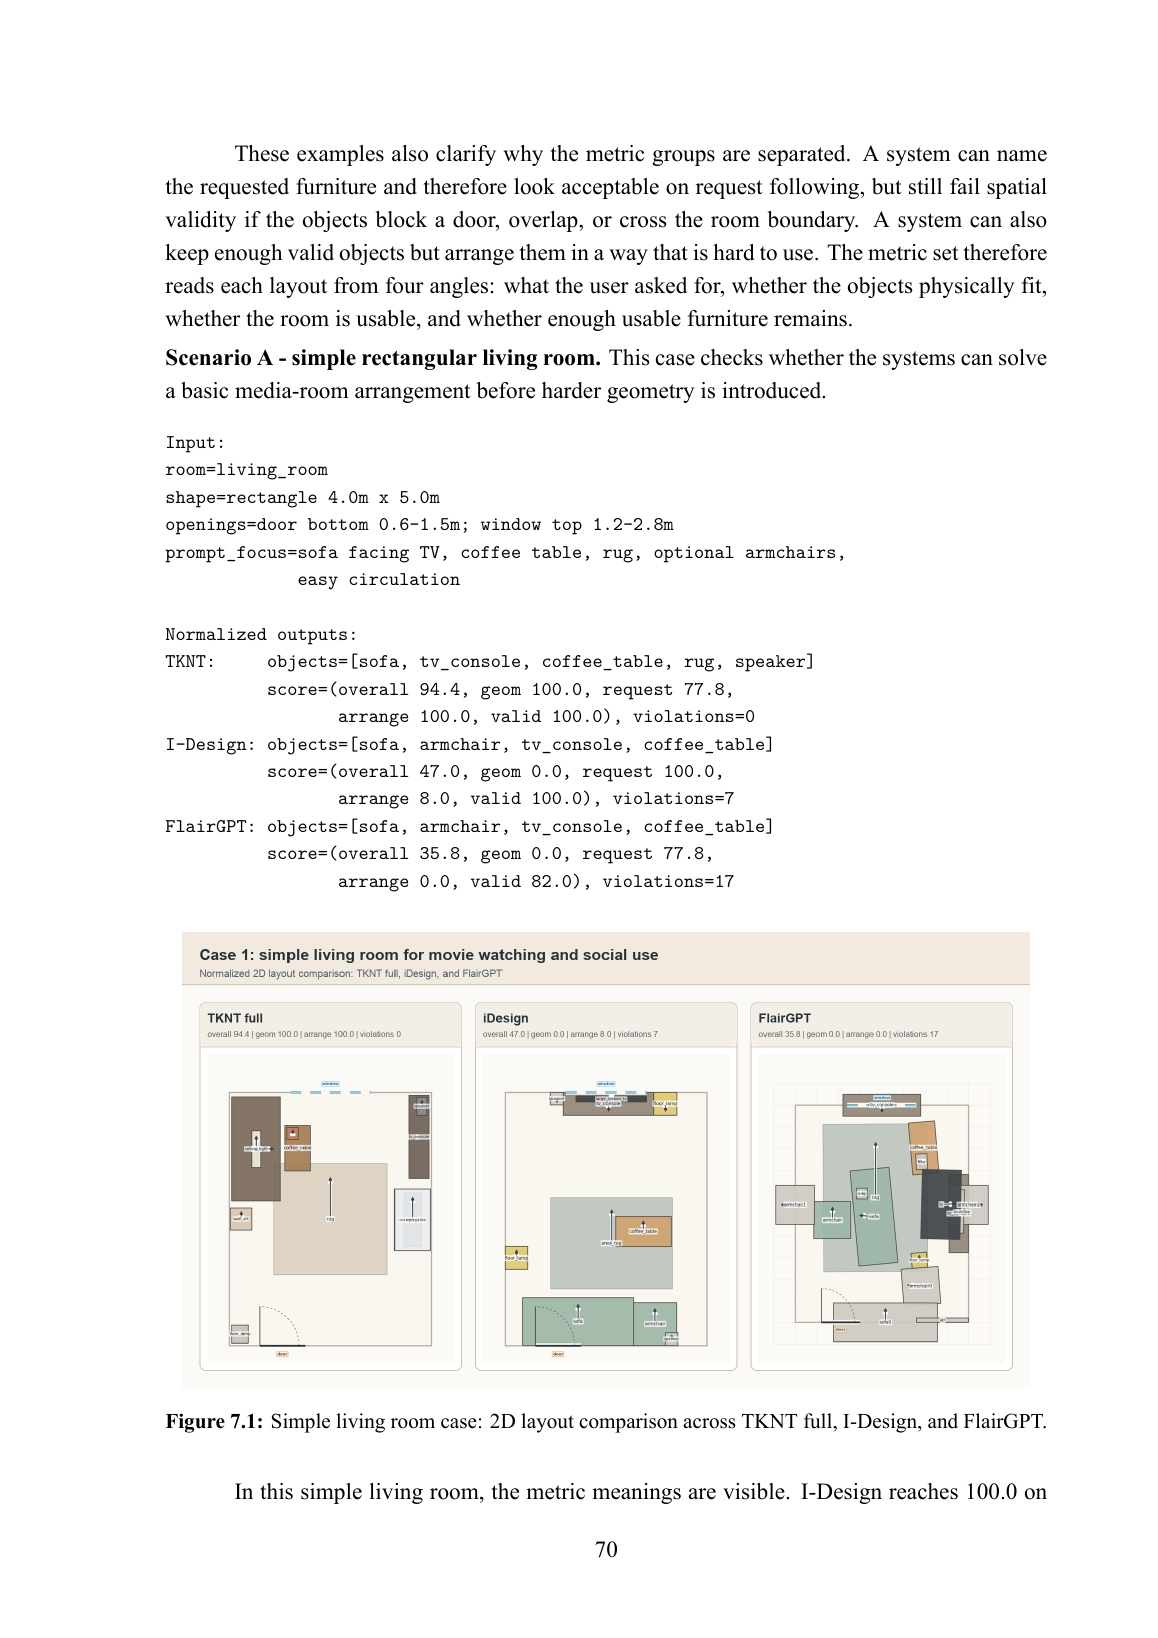 These examples also clarify why the metric groups are separated. A system can name
the requested furniture and therefore look acceptable on request following, but still fail spatial
validity if the objects block a door, overlap, or cross the room boundary. A system can also
keep enough valid objects but arrange them in a way that is hard to use. The metric set therefore
reads each layout from four angles: what the user asked for, whether the objects physically fit,
whether the room is usable, and whether enough usable furniture remains.
Scenario A - simple rectangular living room. This case checks whether the systems can solve
a basic media-room arrangement before harder geometry is introduced.
Input:
room=living_room
shape=rectangle 4.0m x 5.0m
openings=door bottom 0.6-1.5m; window top 1.2-2.8m
prompt_focus=sofa facing TV, coffee table, rug, optional armchairs,
easy circulation
Normalized outputs:
TKNT: objects=[sofa, tv_console, coffee_table, rug, speaker]
score=(overall 94.4, geom 100.0, request 77.8,
arrange 100.0, valid 100.0), violations=0
I-Design: objects=[sofa, armchair, tv_console, coffee_table]
score=(overall 47.0, geom 0.0, request 100.0,
arrange 8.0, valid 100.0), violations=7
FlairGPT: objects=[sofa, armchair, tv_console, coffee_table]
score=(overall 35.8, geom 0.0, request 77.8,
arrange 0.0, valid 82.0), violations=17
Case 1: simple living room for movie watching and social use
Normalized 2D layout comparison: TKNT full, iDesign, and FlairGPT
TKNT full
overall 94.4 | geom 100.0 | arrange 100.0 | violations 0
window
coffee_table
tv_console
rug
wall_art
floor_lamp
door
iDesign
overall 47.0 | geom 0.0 | arrange 8.0 | violations 7
window
tv_console
floor_lamp
coffee_table
area_rug
floor_lamp
sofa
armchair
door
FlairGPT
overall 35.8 | geom 0.0 | arrange 0.0 | violations 17
window
tv_console
coffee_table
rug
armchair1
armchair
sofa
floor_lamp
sofa0
door
Figure 7.1: Simple living room case: 2D layout comparison across TKNT full, I-Design, and FlairGPT.
In this simple living room, the metric meanings are visible. I-Design reaches 100.0 on
70